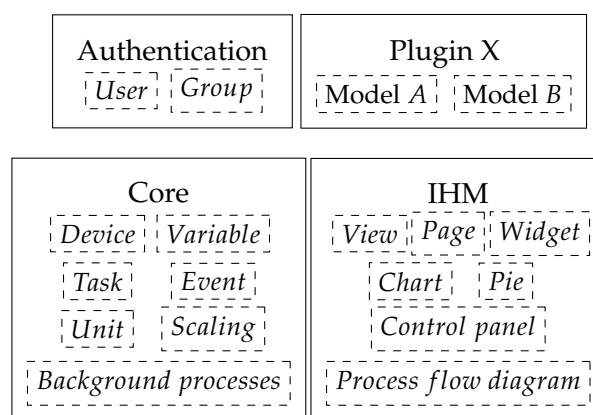 Authentication
User Group
Plugin X
Model A Model B
Core
Device Variable
Task Event
Unit Scaling
Background processes
IHM
View Page Widget
Chart Pie
Control panel
Process flow diagram